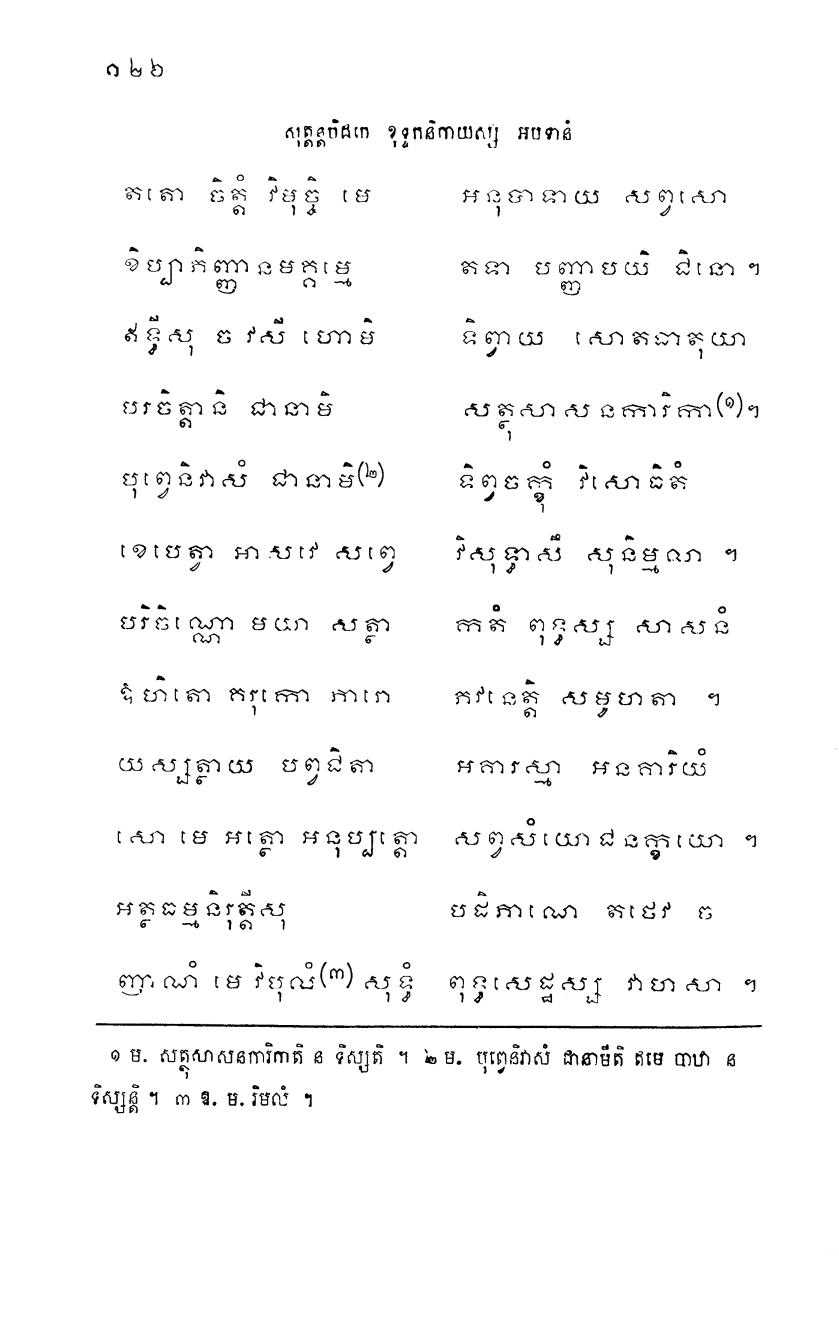 ១២៦
សុត្តន្តបិដកេ ខុទ្ទកនិកាយស្ស អបទានំ
តតោ ចិត្តំ វិមុច្ចិ មេ អនុបាទាយ សព្វសោ
ខិប្បាភិញ្ញានមគ្គម្មេ តទា បញ្ញាបយិ ជិនោ ។
ឥទ្ធីសុ ច វសី ហោមិ ទិព្វាយ សោតធាតុយា
បរចិត្តានិ ជានាមិ សត្ថុសាសនការិកា(១)។
បុព្វេនិវាសំ ជានាមិ(២) ទិព្វចក្ខុំ វិសោធិតំ
ខេបេត្វា អាសវេ សព្វេ វិសុទ្ធាសឹ សុនិម្មលា ។
បរិចិណ្ណោ មយា សត្ថា កតំ ពុទ្ធស្ស សាសនំ
ឱហិតោ គរុកោ ភារោ ភវនេត្តិ សមូហតា ។
យស្សត្ថាយ បព្វជិតា អគារស្មា អនគារិយំ
សោ មេ អត្ថោ អនុប្បត្តោ សព្វសំយោជនក្ខយោ ។
អត្ថធម្មនិរុត្តីសុ បដិភាណេ តថេវ ច
ញាណំ មេ វិបុលំ(៣) សុទ្ធំ ពុទ្ធសេដ្ឋស្ស វាហសា ។
១ ម. សត្ថុសាសនការិកាតិ ន ទិស្សតិ ។ ២ ម. បុព្វេនិវាសំ ជានាមីតិ ឥមេ បាឋា ន
ទិស្សន្តិ ។ ៣ ឱ. ម. វិមលំ ។